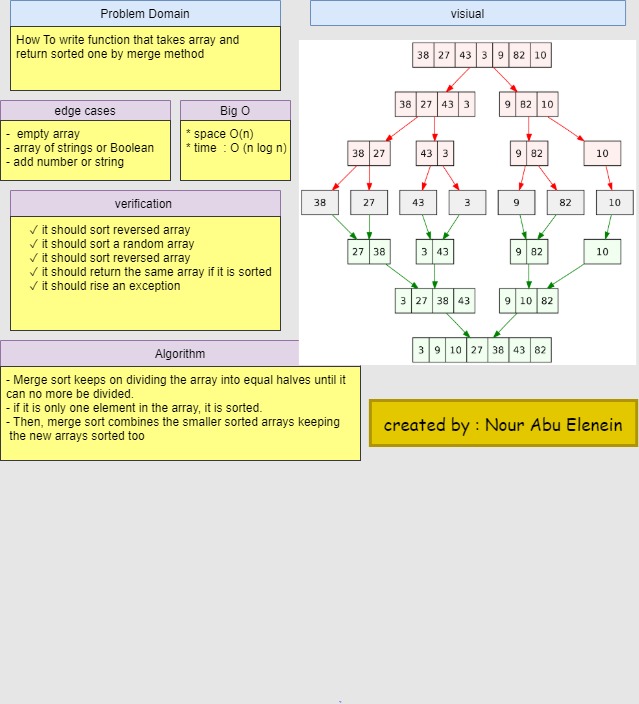 Problem Domain
How To write function that takes array and
return sorted one by merge method
edge cases
-  empty array
- array of strings or Boolean
- add number or string
Big O
* space O(n)
* time  : O (n log n)
verification
✓ it should sort reversed array
✓ it should sort a random array
✓ it should sort reversed array
✓ it should return the same array if it is sorted
✓ it should rise an exception
Algorithm
- Merge sort keeps on dividing the array into equal halves until it
can no more be divided.
- if it is only one element in the array, it is sorted.
- Then, merge sort combines the smaller sorted arrays keeping
the new arrays sorted too
visiual
38 27 43 3 9 82 10
38 27 43 3 9 82 10
38 27 43 3 9 82 10
38 27 43 3 9 82 10
27 38 3 43 9 82 10
3 27 38 43 9 10 82
3 9 10 27 38 43 82
created by : Nour Abu Elenein